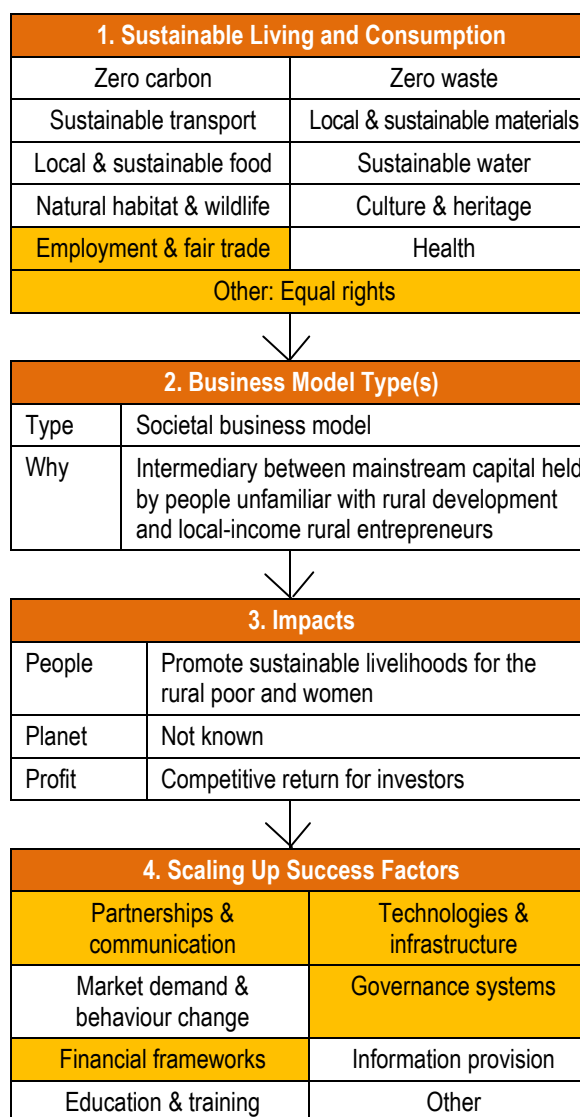 1. Sustainable Living and Consumption
Zero carbon
Zero waste
Sustainable transport
Local & sustainable materials
Local & sustainable food
Sustainable water
Natural habitat & wildlife
Culture & heritage
Employment & fair trade
Health
Other: Equal rights
2. Business Model Type(s)
Type
Societal business model
Why
Intermediary between mainstream capital held
by people unfamiliar with rural development
and local-income rural entrepreneurs
3. Impacts
People
Promote sustainable livelihoods for the
rural poor and women
Planet
Not known
Profit
Competitive return for investors
4. Scaling Up Success Factors
Partnerships &
communication
Technologies &
infrastructure
Market demand &
behaviour change
Governance systems
Financial frameworks
Information provision
Education & training
Other